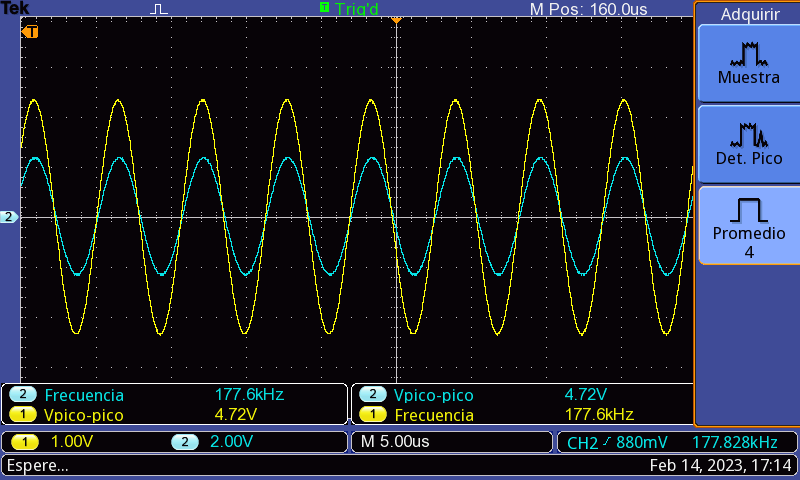 Tek T Trig'd M Pos: 160.0us Adquirir
T
Muestra
Det. Pico
2
Promedio
4
2 Frecuencia 177.6kHz 2 Vpico-pico 4.72V
1 Vpico-pico 4.72V 1 Frecuencia 177.6kHz
1 1.00V 2 2.00V M 5.00us CH2 880mV 177.828kHz
Espere... Feb 14, 2023, 17:14